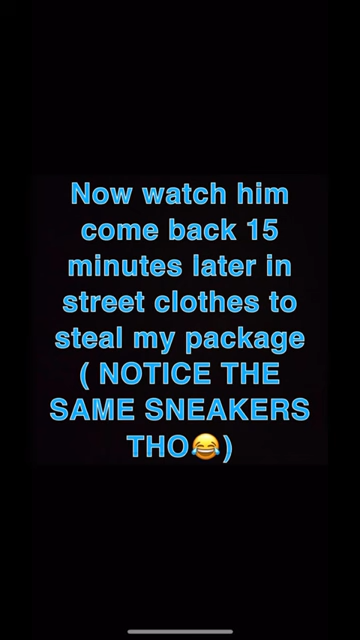 Now watch him
come back 15
minutes later in
street clothes to
steal my package
( NOTICE THE
SAME SNEAKERS
THO😂)